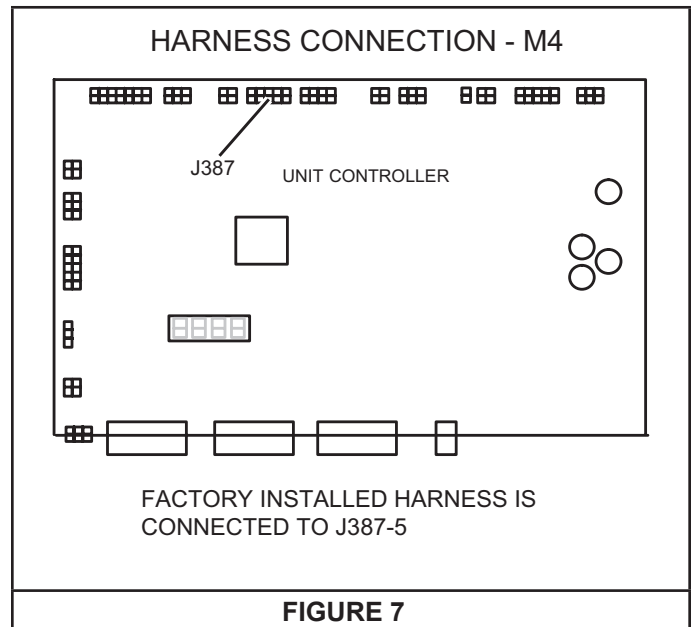 HARNESS CONNECTION - M4
J387
UNIT CONTROLLER
FACTORY INSTALLED HARNESS IS
CONNECTED TO J387-5
FIGURE 7